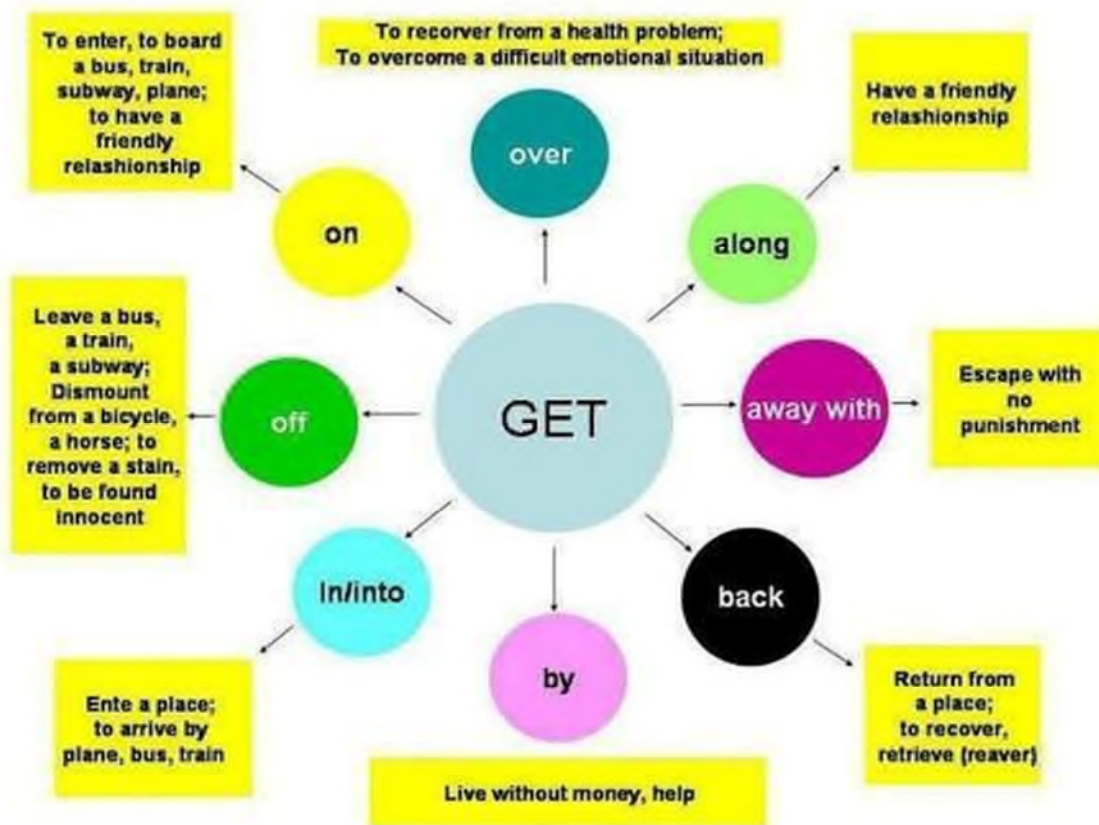 To recorver from a health problem;
To overcome a difficult emotional situation
To enter, to board
a bus, train,
subway, plane;
to have a
friendly
relashionship
Have a friendly
relashionship
over
on
along
Leave a bus,
a train,
a subway;
Dismount
from a bicycle,
a horse; to
remove a stain,
to be found
innocent
off
GET
away with
Escape with
no
punishment
In/into
by
back
Ente a place;
to arrive by
plane, bus, train
Live without money, help
Return from
a place;
to recover,
retrieve (reaver)